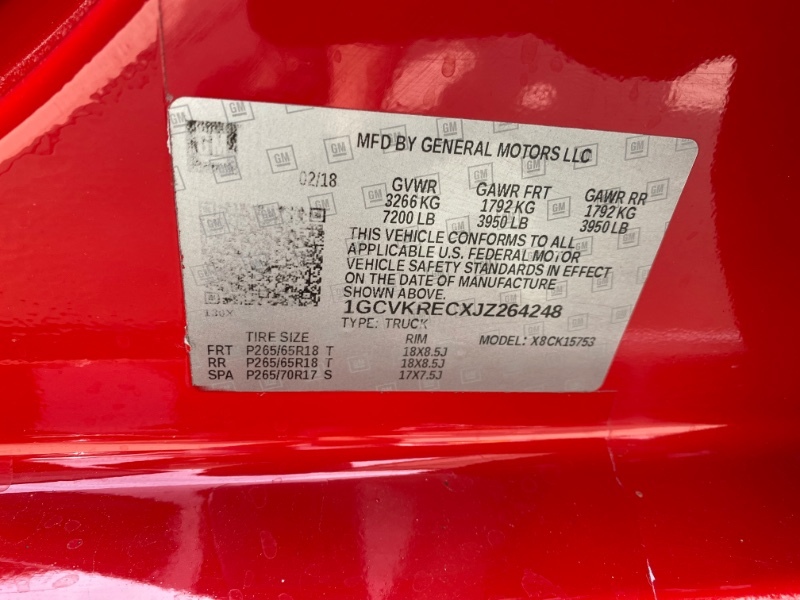 MFD BY GENERAL MOTORS LLC
02/18
GVWR GAWR FRT GAWR RR
3266 KG 1792 KG 1792 KG
7200 LB 3950 LB 3950 LB
THIS VEHICLE CONFORMS TO ALL
APPLICABLE U.S. FEDERAL MOTOR
VEHICLE SAFETY STANDARDS IN EFFECT
ON THE DATE OF MANUFACTURE
SHOWN ABOVE.
1GCVKRECXJZ264248
TYPE: TRUCK
MODEL: X8CK15753
TIRE SIZE RIM
FRT P265/65R18 T 18X8.5J
RR P265/65R18 T 18X8.5J
SPA P265/70R17 S 17X7.5J